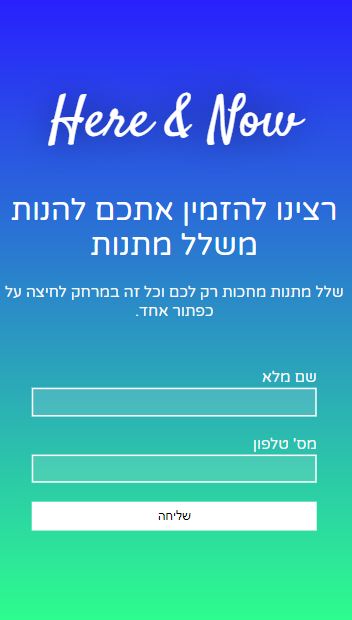 Here & Now
רצינו להזמין אתכם להנות
משלל מתנות
שלל מתנות מחכות רק לכם וכל זה במרחק לחיצה על
כפתור אחד.
שם מלא
מס' טלפון
שליחה